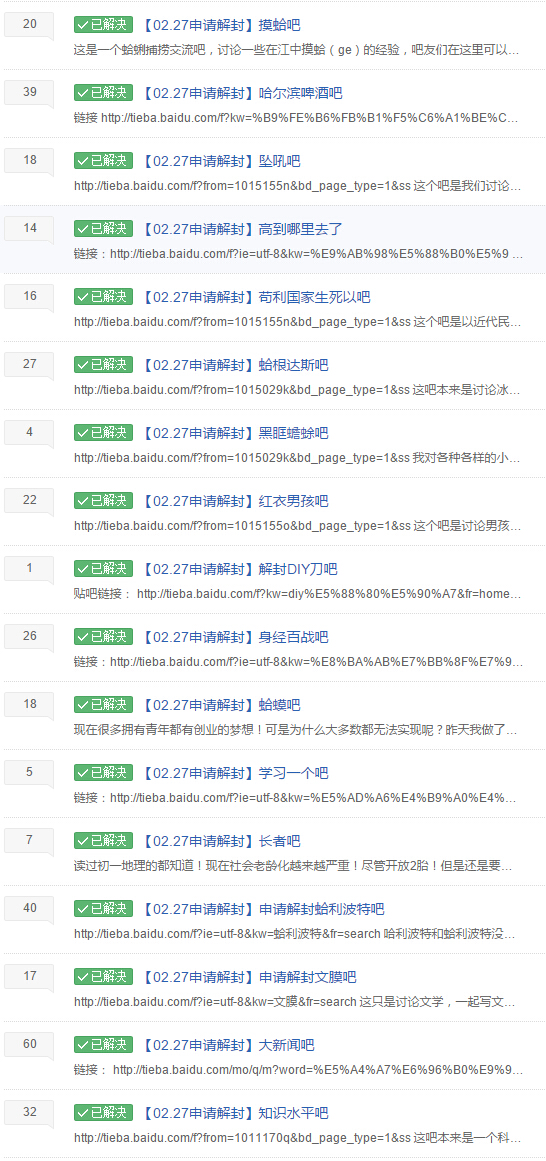 20 已解决 【02.27申请解封】摸蛤吧
这是一个蛤蜊捕捞交流吧，讨论一些在江中摸蛤（ge）的经验，吧友们在这里可以...
39 已解决 【02.27申请解封】哈尔滨啤酒吧
链接 http://tieba.baidu.com/f?kw=%B9%FE%B6%FB%B1%F5%C6%A1%BE%C...
18 已解决 【02.27申请解封】坠吼吧
http://tieba.baidu.com/f?from=1015155n&bd_page_type=1&ss 这个吧是我们讨论...
14 已解决 【02.27申请解封】高到哪里去了
链接：http://tieba.baidu.com/f?ie=utf-8&kw=%E9%AB%98%E5%88%B0%E5%9 ...
16 已解决 【02.27申请解封】苟利国家生死以吧
http://tieba.baidu.com/f?from=1015155n&bd_page_type=1&ss 这个吧是以近代民...
27 已解决 【02.27申请解封】蛤根达斯吧
http://tieba.baidu.com/f?from=1015029k&bd_page_type=1&ss 这吧本来是讨论冰...
4 已解决 【02.27申请解封】黑眶蟾蜍吧
http://tieba.baidu.com/f?from=1015029k&bd_page_type=1&ss 我对各种各样的小...
22 已解决 【02.27申请解封】红衣男孩吧
http://tieba.baidu.com/f?from=1015155o&bd_page_type=1&ss 这个吧是讨论男孩...
1 已解决 【02.27申请解封】解封DIY刀吧
贴吧链接： http://tieba.baidu.com/f?kw=diy%E5%88%80%E5%90%A7&fr=home...
26 已解决 【02.27申请解封】身经百战吧
链接：http://tieba.baidu.com/f?ie=utf-8&kw=%E8%BA%AB%E7%BB%8F%E7%9...
18 已解决 【02.27申请解封】蛤蟆吧
现在很多拥有青年都有创业的梦想！可是为什么大多数都无法实现呢？昨天我做了...
5 已解决 【02.27申请解封】学习一个吧
链接：http://tieba.baidu.com/f?ie=utf-8&kw=%E5%AD%A6%E4%B9%A0%E4%...
7 已解决 【02.27申请解封】长者吧
读过初一地理的都知道！现在社会老龄化越来越严重！尽管开放2胎！但是还是要...
40 已解决 【02.27申请解封】申请解封蛤利波特吧
http://tieba.baidu.com/f?ie=utf-8&kw=蛤利波特&fr=search 哈利波特和蛤利波特没...
17 已解决 【02.27申请解封】申请解封文膜吧
http://tieba.baidu.com/f?ie=utf-8&kw=文膜&fr=search 这只是讨论文学，一起写文...
60 已解决 【02.27申请解封】大新闻吧
链接： http://tieba.baidu.com/mo/q/m?word=%E5%A4%A7%E6%96%B0%E9%9...
32 已解决 【02.27申请解封】知识水平吧
http://tieba.baidu.com/f?from=1011170q&bd_page_type=1&ss 这吧本来是一个科...